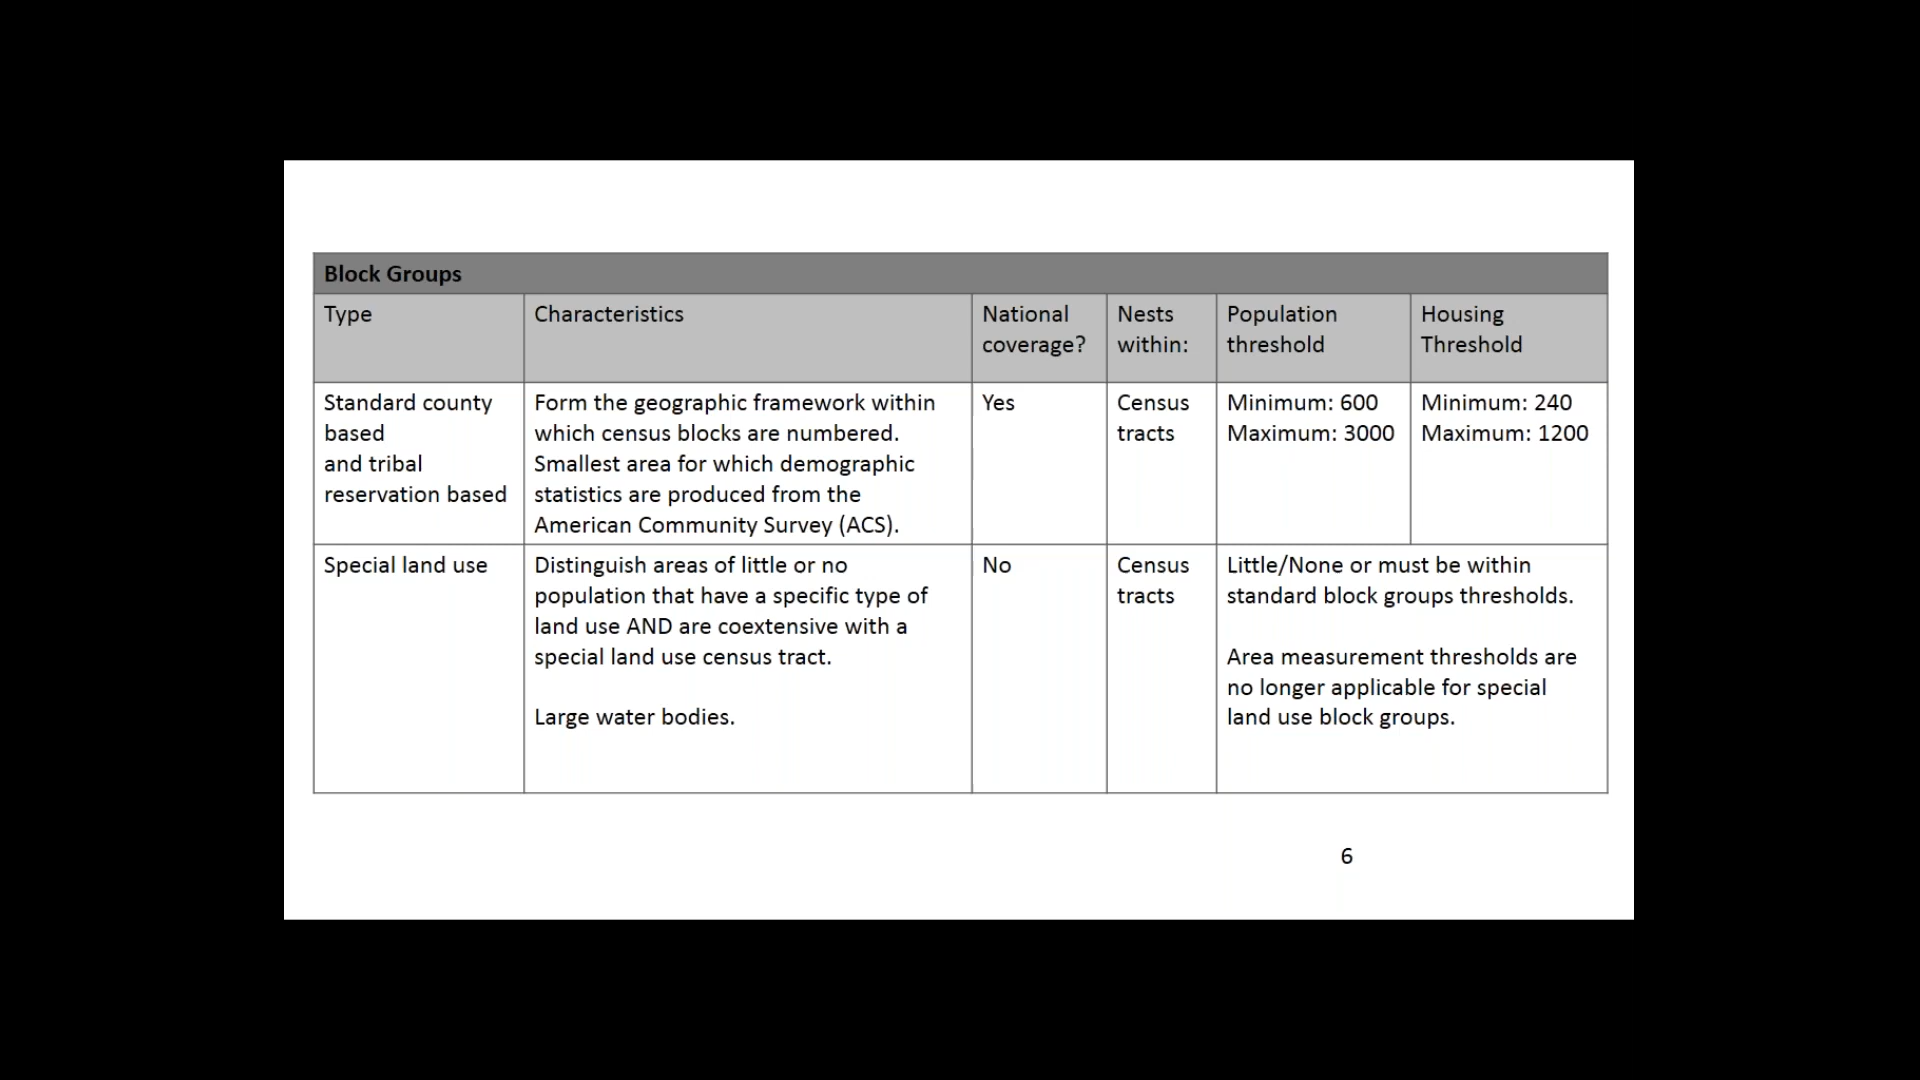 Block Groups
Type
Characteristics
National
coverage?
Nests
within:
Population
threshold
Housing
Threshold
Standard county
based
and tribal
reservation based
Form the geographic framework within
which census blocks are numbered.
Smallest area for which demographic
statistics are produced from the
American Community Survey (ACS).
Yes
Census
tracts
Minimum: 600
Maximum: 3000
Minimum: 240
Maximum: 1200
Special land use
Distinguish areas of little or no
population that have a specific type of
land use AND are coextensive with a
special land use census tract.
Large water bodies.
No
Census
tracts
Little/None or must be within
standard block groups thresholds.
Area measurement thresholds are
no longer applicable for special
land use block groups.
6